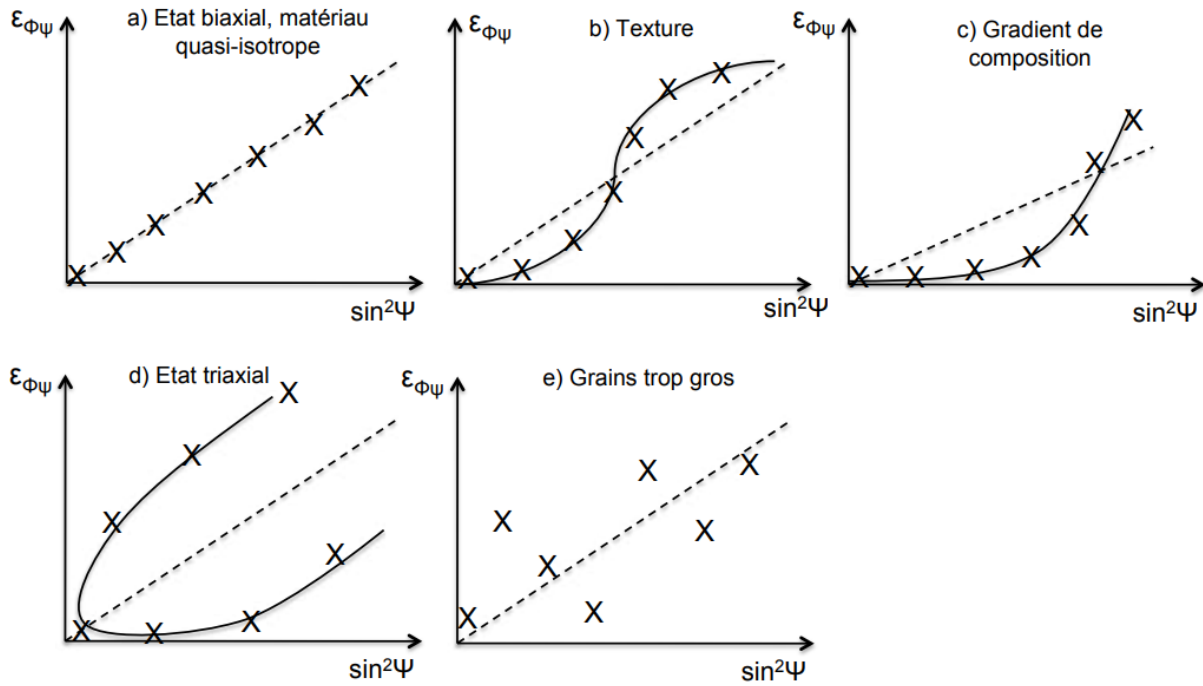 εΦψ
a) Etat biaxial, matériau
quasi-isotrope
sin²Ψ
εΦψ
b) Texture
sin²Ψ
εΦψ
c) Gradient de
composition
sin²Ψ
εΦψ
d) Etat triaxial
sin²Ψ
εΦψ
e) Grains trop gros
sin²Ψ